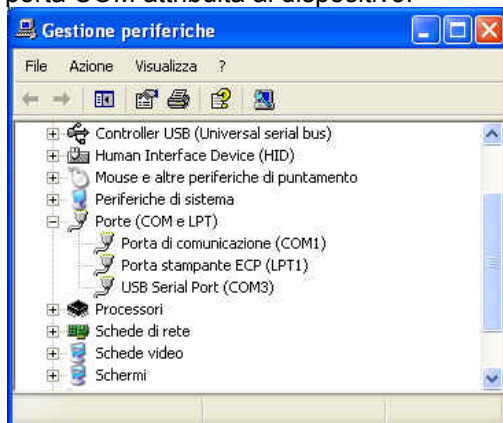 porta COM attribuita al dispositivo.
Gestione periferiche
File Azione Visualizza ?
Controller USB (Universal serial bus)
Human Interface Device (HID)
Mouse e altre periferiche di puntamento
Periferiche di sistema
Porte (COM e LPT)
Porta di comunicazione (COM1)
Porta stampante ECP (LPT1)
USB Serial Port (COM3)
Processori
Schede di rete
Schede video
Schermi